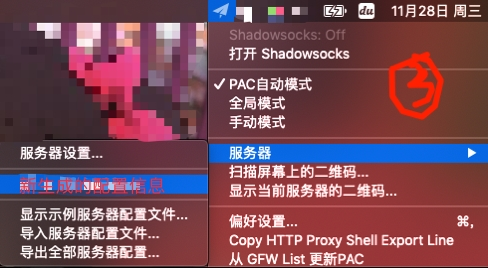 du 11月28日 周三
Shadowsocks: Off
打开 Shadowsocks
PAC自动模式
全局模式
手动模式
3
服务器
扫描屏幕上的二维码...
显示当前服务器的二维码...
偏好设置... ⌘,
Copy HTTP Proxy Shell Export Line
从 GFW List 更新PAC
服务器设置...
新生成的配置信息
显示示例服务器配置文件...
导入服务器配置文件...
导出全部服务器配置...